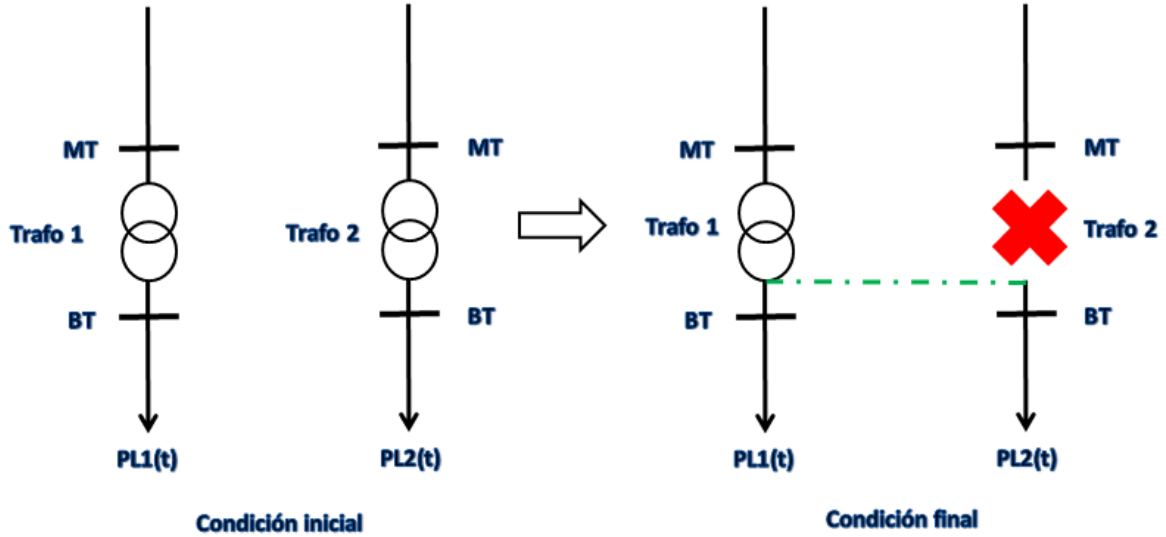 MT
Trafo 1
BT
PL1(t)
MT
Trafo 2
BT
PL2(t)
Condición inicial
MT
Trafo 1
BT
PL1(t)
MT
Trafo 2
BT
PL2(t)
Condición final